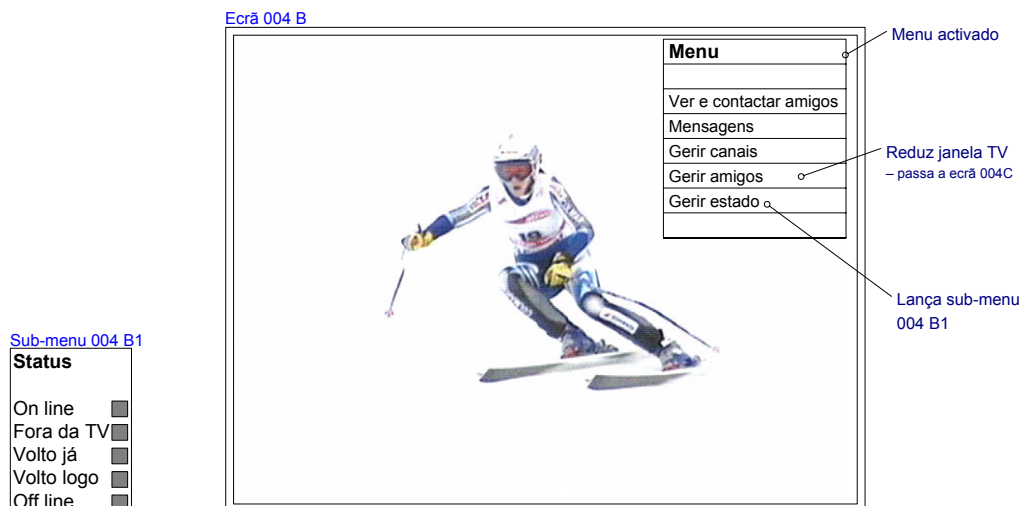 Ecrã 004 B
Menu
Ver e contactar amigos
Mensagens
Gerir canais
Gerir amigos
Gerir estado
Menu activado
Reduz janela TV
– passa a ecrã 004C
Lança sub-menu
004 B1
19
Sub-menu 004 B1
Status
On line
Fora da TV
Volto já
Volto logo
Off line